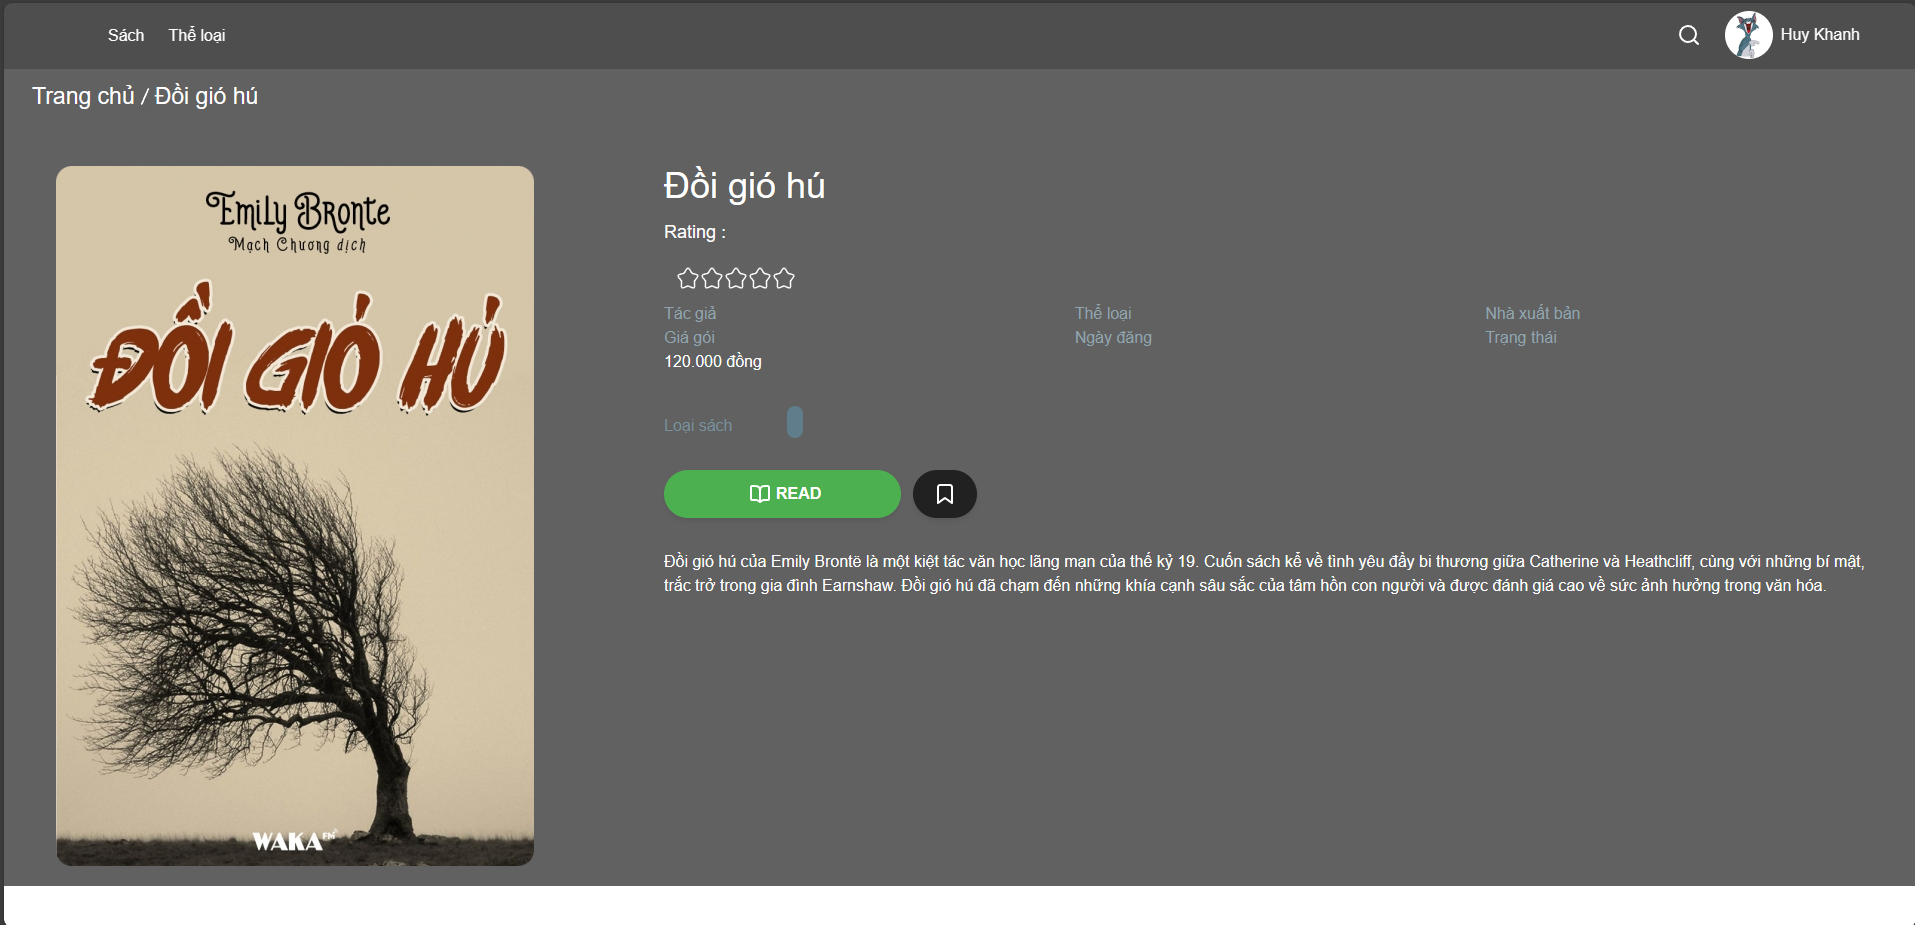 Sách Thể loại Huy Khanh
Trang chủ / Đồi gió hú
Emily Bronte
Mạch Chương dịch
ĐỒI GIÓ HÚ
WAKA FM
Đồi gió hú
Rating :
Tác giả Thể loại Nhà xuất bản
Giá gói Ngày đăng Trạng thái
120.000 đồng
Loại sách
READ
Đồi gió hú của Emily Brontë là một kiệt tác văn học lãng mạn của thế kỷ 19. Cuốn sách kể về tình yêu đầy bi thương giữa Catherine và Heathcliff, cùng với những bí mật,
trắc trở trong gia đình Earnshaw. Đồi gió hú đã chạm đến những khía cạnh sâu sắc của tâm hồn con người và được đánh giá cao về sức ảnh hưởng trong văn hóa.